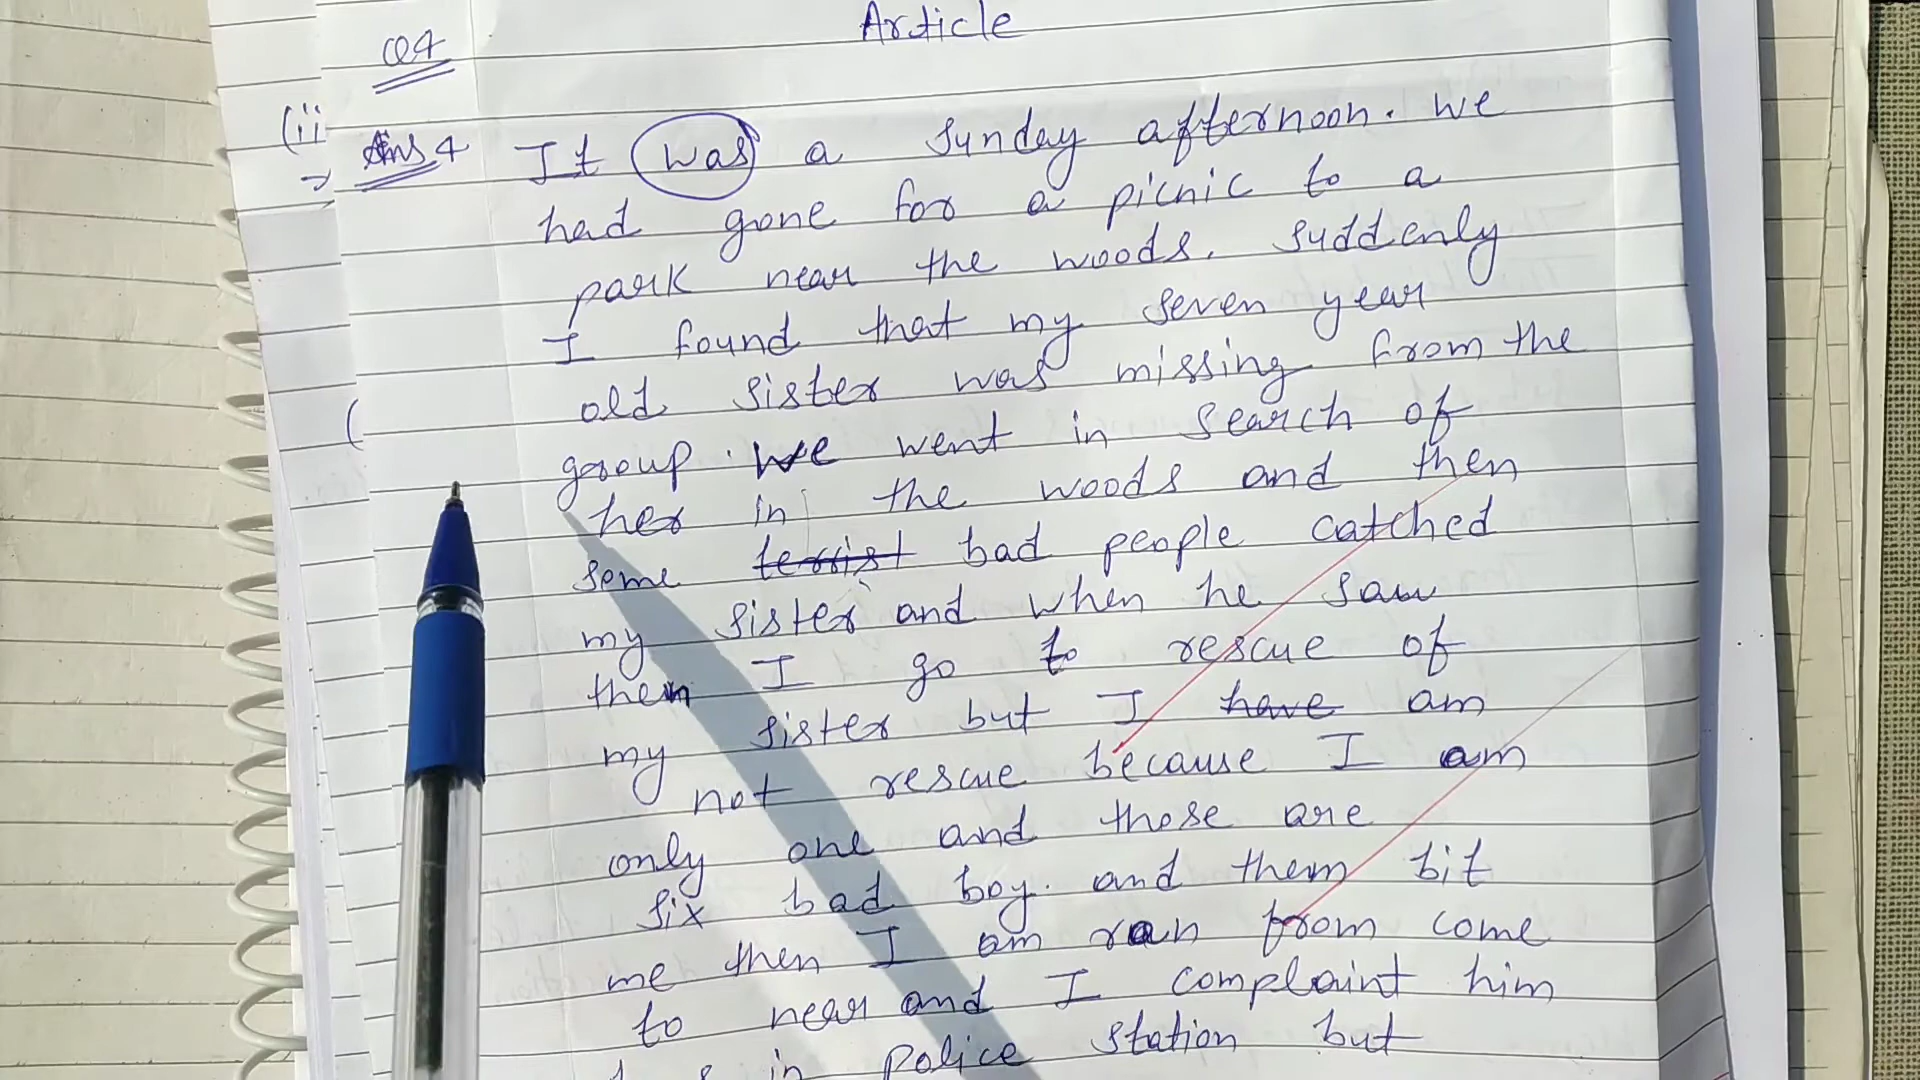 Article
Q4
(ii
Ans 4 It was a Sunday afternoon. We
had gone for a picnic to a
park near the woods. Suddenly
I found that my seven year
old sister was missing from the
group. We went in search of
her in the woods and then
some terrist bad people catched
my sister and when he saw
them I go to rescue of
my sister but I have am
not rescue because I am
only one and those are
six bad boy. and them bit
me then I am ran from come
to near and I complaint him
in police station but